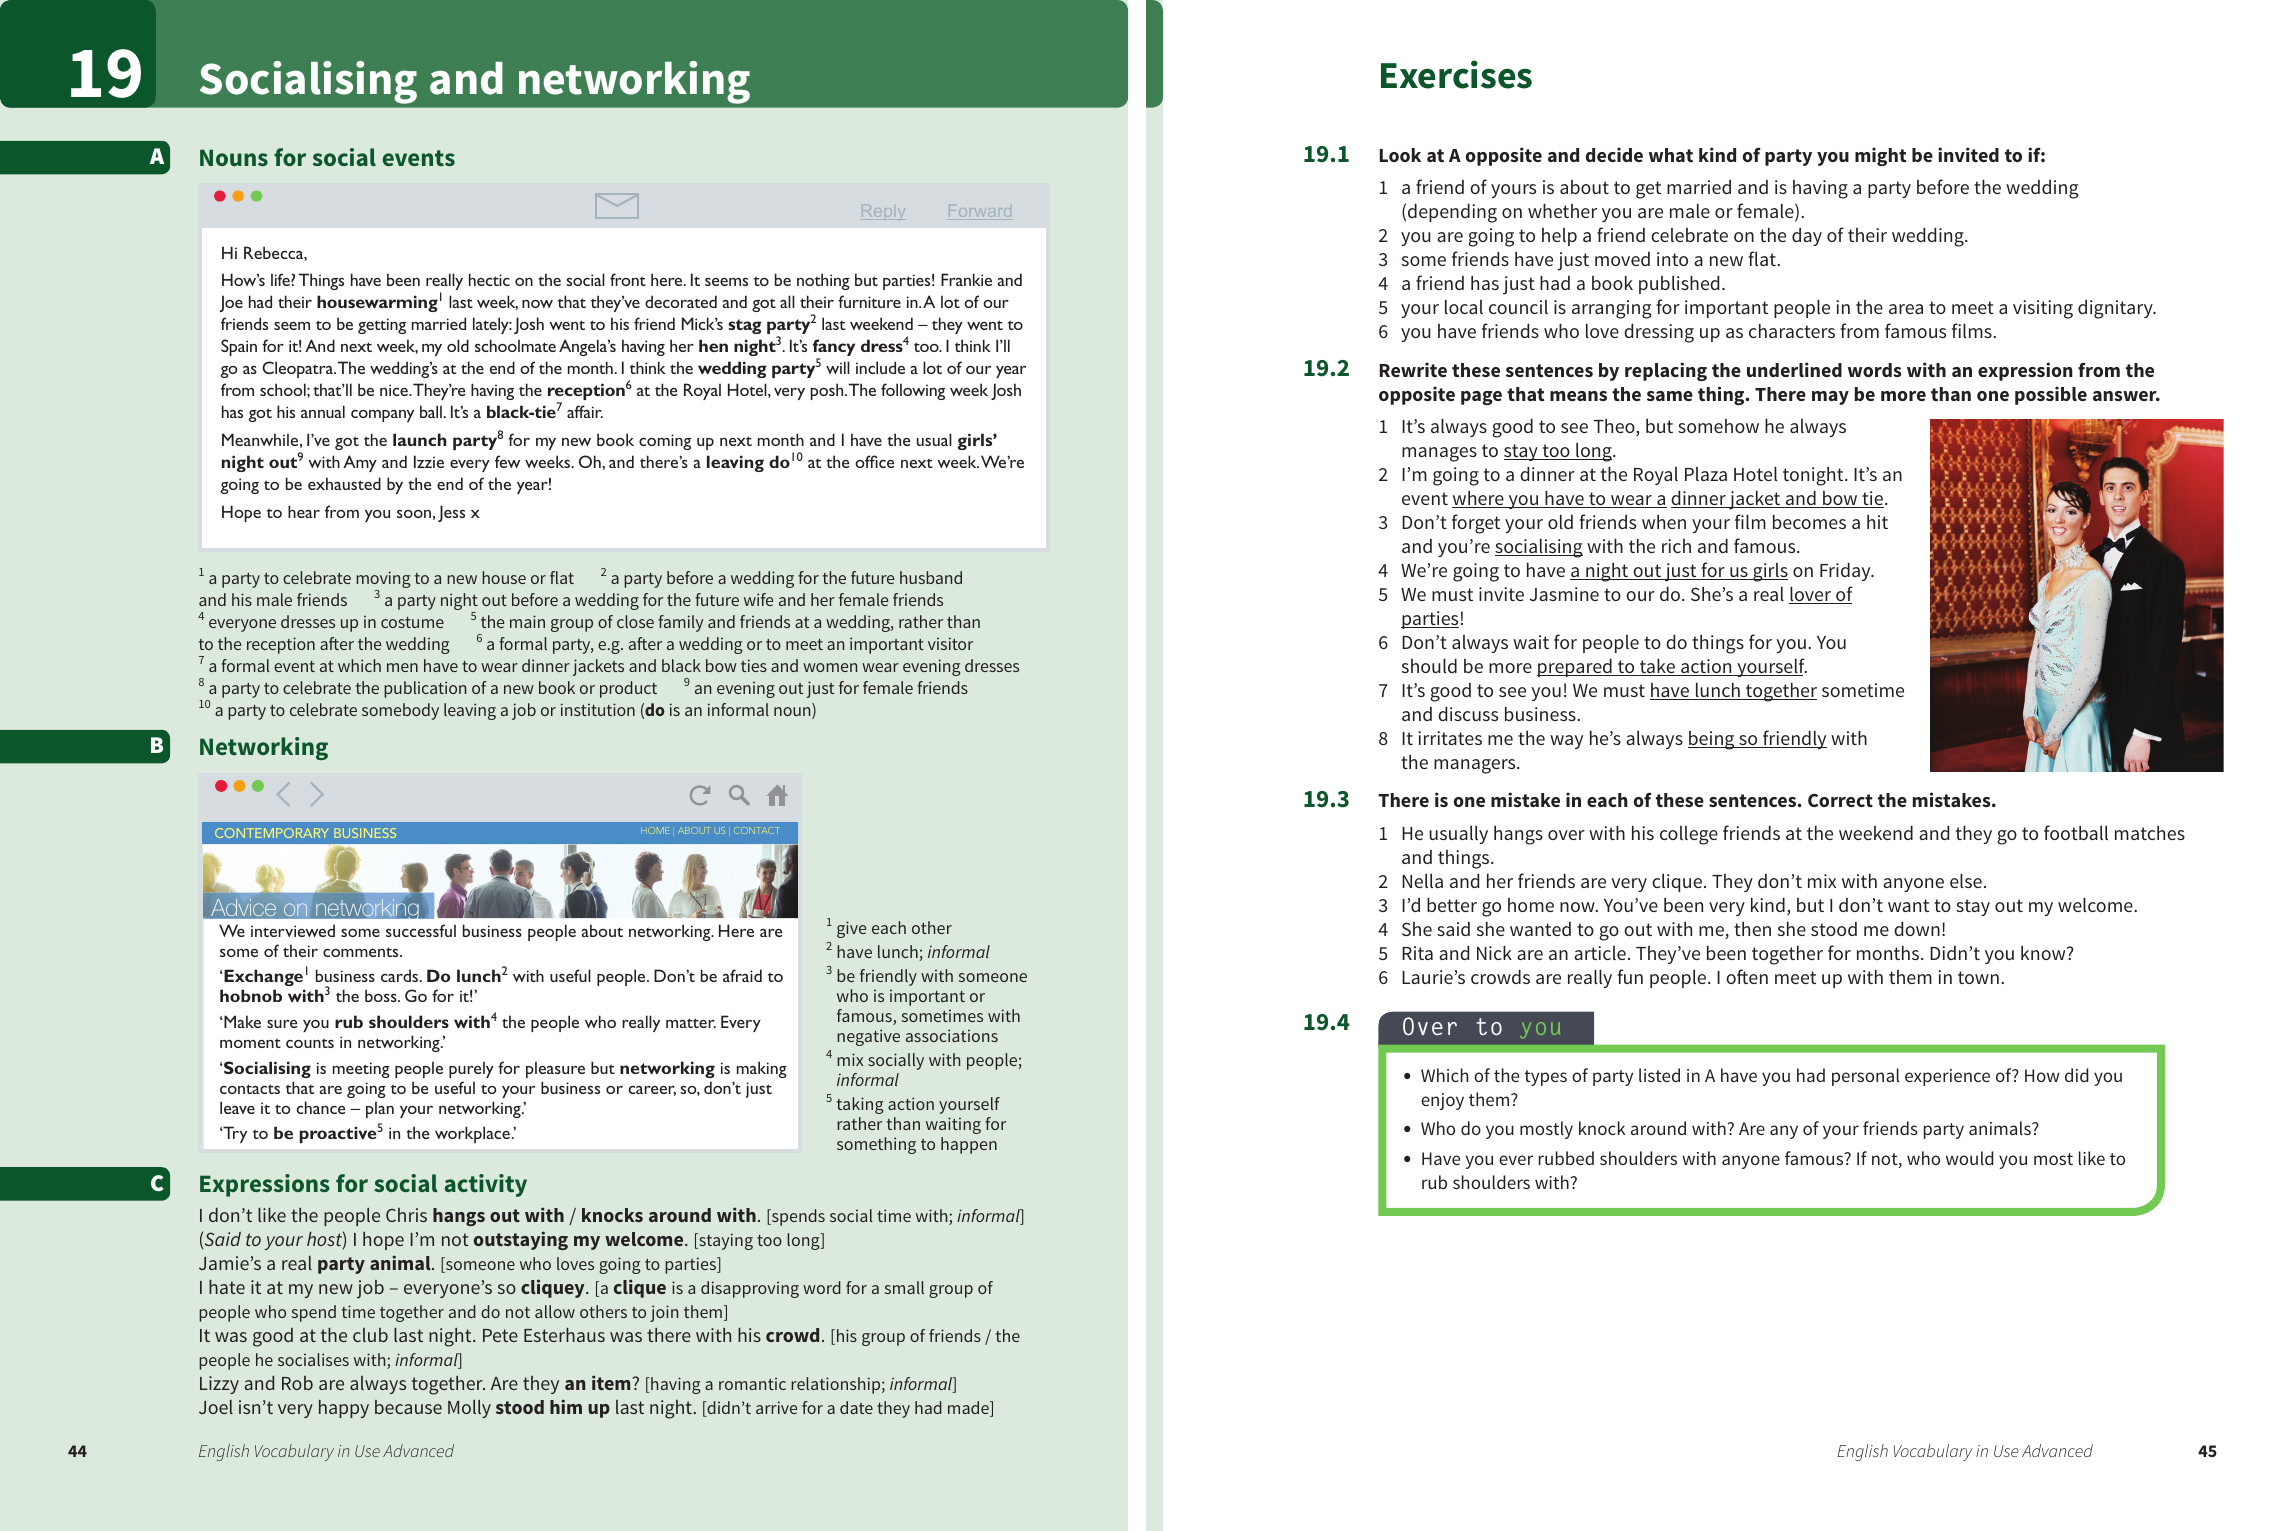 19
Socialising and networking
A
Nouns for social events
Reply Forward
Hi Rebecca,
How's life? Things have been really hectic on the social front here. It seems to be nothing but parties! Frankie and
Joe had their housewarming1 last week, now that they've decorated and got all their furniture in. A lot of our
friends seem to be getting married lately: Josh went to his friend Mick's stag party2 last weekend – they went to
Spain for it! And next week, my old schoolmate Angela's having her hen night3. It's fancy dress4 too. I think I'll
go as Cleopatra. The wedding's at the end of the month. I think the wedding party5 will include a lot of our year
from school; that'll be nice. They're having the reception6 at the Royal Hotel, very posh. The following week Josh
has got his annual company ball. It's a black-tie7 affair.
Meanwhile, I've got the launch party8 for my new book coming up next month and I have the usual girls'
night out9 with Amy and Izzie every few weeks. Oh, and there's a leaving do10 at the office next week. We're
going to be exhausted by the end of the year!
Hope to hear from you soon, Jess x
1 a party to celebrate moving to a new house or flat 2 a party before a wedding for the future husband
and his male friends 3 a party night out before a wedding for the future wife and her female friends
4 everyone dresses up in costume 5 the main group of close family and friends at a wedding, rather than
to the reception after the wedding 6 a formal party, e.g. after a wedding or to meet an important visitor
7 a formal event at which men have to wear dinner jackets and black bow ties and women wear evening dresses
8 a party to celebrate the publication of a new book or product 9 an evening out just for female friends
10 a party to celebrate somebody leaving a job or institution (do is an informal noun)
B
Networking
CONTEMPORARY BUSINESS
HOME | ABOUT US | CONTACT
Advice on networking
We interviewed some successful business people about networking. Here are
some of their comments.
'Exchange1 business cards. Do lunch2 with useful people. Don't be afraid to
hobnob with3 the boss. Go for it!'
'Make sure you rub shoulders with4 the people who really matter. Every
moment counts in networking.'
'Socialising is meeting people purely for pleasure but networking is making
contacts that are going to be useful to your business or career, so, don't just
leave it to chance – plan your networking.'
'Try to be proactive5 in the workplace.'
1 give each other
2 have lunch; informal
3 be friendly with someone
who is important or
famous, sometimes with
negative associations
4 mix socially with people;
informal
5 taking action yourself
rather than waiting for
something to happen
C
Expressions for social activity
I don't like the people Chris hangs out with / knocks around with. [spends social time with; informal]
(Said to your host) I hope I'm not outstaying my welcome. [staying too long]
Jamie's a real party animal. [someone who loves going to parties]
I hate it at my new job – everyone's so cliquey. [a clique is a disapproving word for a small group of
people who spend time together and do not allow others to join them]
It was good at the club last night. Pete Esterhaus was there with his crowd. [his group of friends / the
people he socialises with; informal]
Lizzy and Rob are always together. Are they an item? [having a romantic relationship; informal]
Joel isn't very happy because Molly stood him up last night. [didn't arrive for a date they had made]
44
English Vocabulary in Use Advanced
Exercises
19.1 Look at A opposite and decide what kind of party you might be invited to if:
1 a friend of yours is about to get married and is having a party before the wedding
(depending on whether you are male or female).
2 you are going to help a friend celebrate on the day of their wedding.
3 some friends have just moved into a new flat.
4 a friend has just had a book published.
5 your local council is arranging for important people in the area to meet a visiting dignitary.
6 you have friends who love dressing up as characters from famous films.
19.2 Rewrite these sentences by replacing the underlined words with an expression from the
opposite page that means the same thing. There may be more than one possible answer.
1 It's always good to see Theo, but somehow he always
manages to stay too long.
2 I'm going to a dinner at the Royal Plaza Hotel tonight. It's an
event where you have to wear a dinner jacket and bow tie.
3 Don't forget your old friends when your film becomes a hit
and you're socialising with the rich and famous.
4 We're going to have a night out just for us girls on Friday.
5 We must invite Jasmine to our do. She's a real lover of
parties!
6 Don't always wait for people to do things for you. You
should be more prepared to take action yourself.
7 It's good to see you! We must have lunch together sometime
and discuss business.
8 It irritates me the way he's always being so friendly with
the managers.
19.3 There is one mistake in each of these sentences. Correct the mistakes.
1 He usually hangs over with his college friends at the weekend and they go to football matches
and things.
2 Nella and her friends are very clique. They don't mix with anyone else.
3 I'd better go home now. You've been very kind, but I don't want to stay out my welcome.
4 She said she wanted to go out with me, then she stood me down!
5 Rita and Nick are an article. They've been together for months. Didn't you know?
6 Laurie's crowds are really fun people. I often meet up with them in town.
19.4 Over to you
• Which of the types of party listed in A have you had personal experience of? How did you
enjoy them?
• Who do you mostly knock around with? Are any of your friends party animals?
• Have you ever rubbed shoulders with anyone famous? If not, who would you most like to
rub shoulders with?
English Vocabulary in Use Advanced
45